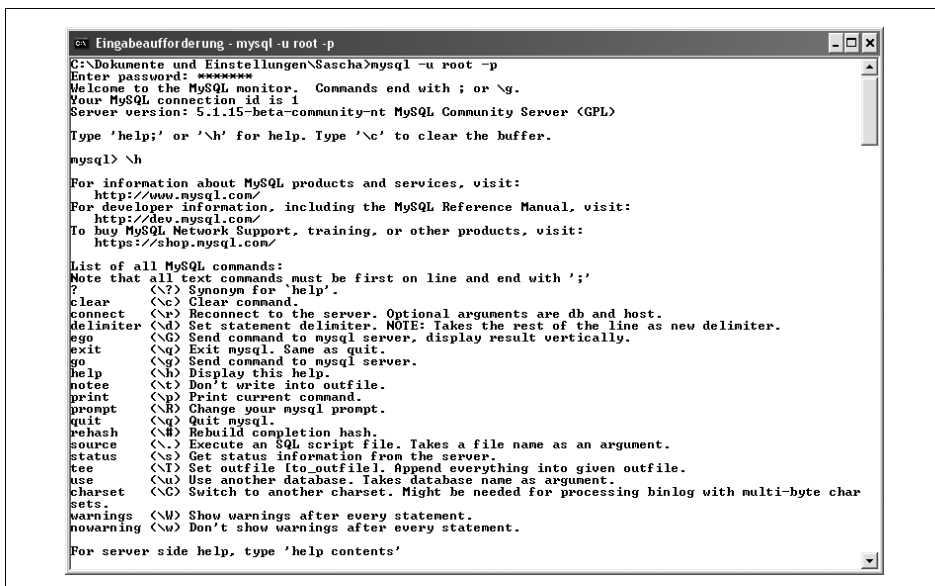 Eingabeaufforderung - mysql -u root -p
C:\Dokumente und Einstellungen\Sascha>mysql -u root -p
Enter password: *******
Welcome to the MySQL monitor.  Commands end with ; or \g.
Your MySQL connection id is 1
Server version: 5.1.15-beta-community-nt MySQL Community Server (GPL)
Type 'help;' or '\h' for help. Type '\c' to clear the buffer.
mysql> \h
For information about MySQL products and services, visit:
   http://www.mysql.com/
For developer information, including the MySQL Reference Manual, visit:
   http://dev.mysql.com/
To buy MySQL Network Support, training, or other products, visit:
   https://shop.mysql.com/
List of all MySQL commands:
Note that all text commands must be first on line and end with ';'
?         (\?) Synonym for `help'.
clear     (\c) Clear command.
connect   (\r) Reconnect to the server. Optional arguments are db and host.
delimiter (\d) Set statement delimiter. NOTE: Takes the rest of the line as new delimiter.
ego       (\G) Send command to mysql server, display result vertically.
exit      (\q) Exit mysql. Same as quit.
go        (\g) Send command to mysql server.
help      (\h) Display this help.
notee     (\t) Don't write into outfile.
print     (\p) Print current command.
prompt    (\R) Change your mysql prompt.
quit      (\q) Quit mysql.
rehash    (\#) Rebuild completion hash.
source    (\.) Execute an SQL script file. Takes a file name as an argument.
status    (\s) Get status information from the server.
tee       (\T) Set outfile [to_outfile]. Append everything into given outfile.
use       (\u) Use another database. Takes database name as argument.
charset   (\C) Switch to another charset. Might be needed for processing binlog with multi-byte char
sets.
warnings  (\W) Show warnings after every statement.
nowarning (\w) Don't show warnings after every statement.
For server side help, type 'help contents'